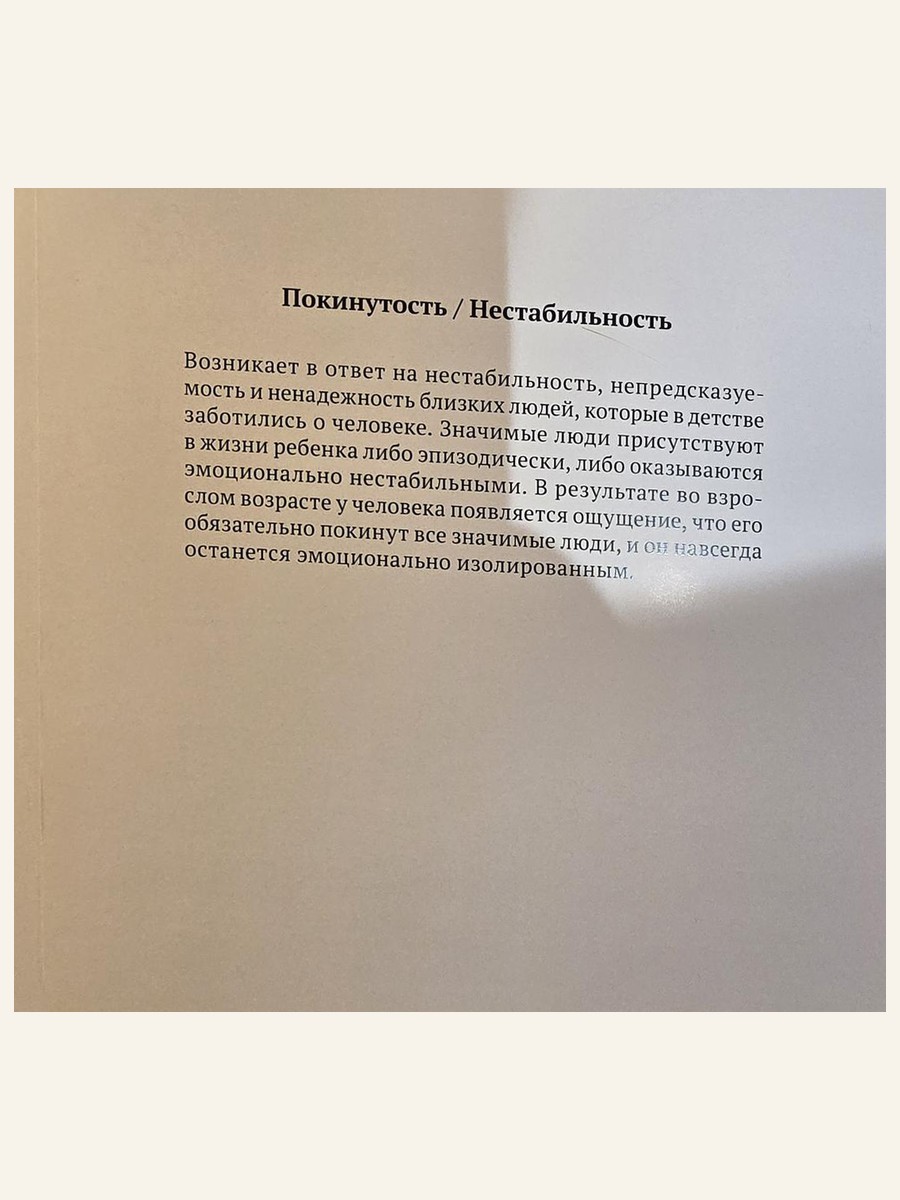 Покинутость / Нестабильность
Возникает в ответ на нестабильность, непредсказуе-
мость и ненадежность близких людей, которые в детстве
заботились о человеке. Значимые люди присутствуют
в жизни ребенка либо эпизодически, либо оказываются
эмоционально нестабильными. В результате во взро-
слом возрасте у человека появляется ощущение, что его
обязательно покинут все значимые люди, и он навсегда
останется эмоционально изолированным.